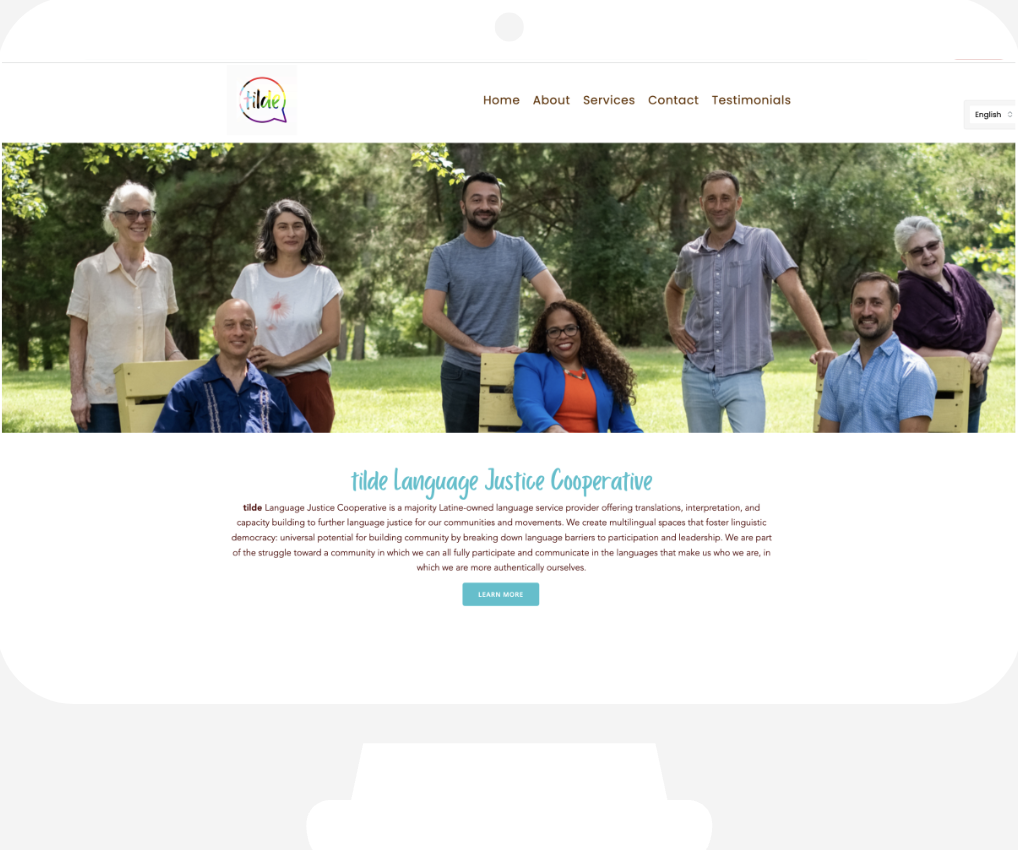 tilde
Home About Services Contact Testimonials
English
tilde Language Justice Cooperative
tilde Language Justice Cooperative is a majority Latine-owned language service provider offering translations, interpretation, and
capacity building to further language justice for our communities and movements. We create multilingual spaces that foster linguistic
democracy: universal potential for building community by breaking down language barriers to participation and leadership. We are part
of the struggle toward a community in which we can all fully participate and communicate in the languages that make us who we are, in
which we are more authentically ourselves.
LEARN MORE